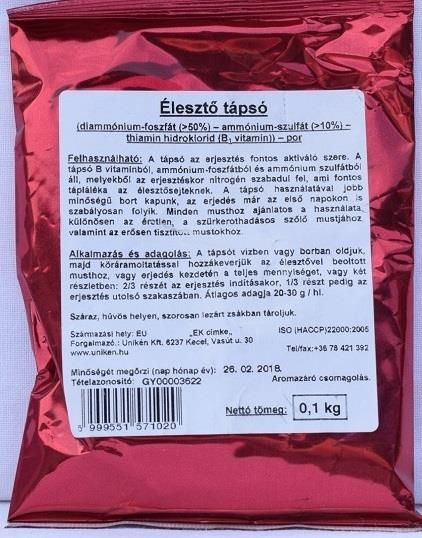 Élesztő tápsó
(diammónium-foszfát (>50%) – ammónium-szulfát (>10%) –
thiamin hidroklorid (B₁ vitamin)) – por
Felhasználható: A tápsó az erjesztés fontos aktiváló szere. A
tápsó B vitaminból, ammónium-foszfátból és ammónium szulfátból
áll, melyekből az erjesztéskor nitrogén szabadul fel, ami fontos
tápláléka az élesztősejteknek. A tápsó használatával jobb
minőségű bort kapunk, az erjedés már az első napokon is
szabályosan folyik. Minden musthoz ajánlatos a használata,
különösen az éretlen, a szürkerothadásos szőlő mustjához,
valamint az erősen tisztított mustokhoz.
Alkalmazás és adagolás: A tápsót vízben vagy borban oldjuk,
majd köráramoltatással hozzákeverjük az élesztővel beoltott
musthoz, vagy erjedés kezdetén a teljes mennyiséget, vagy két
részletben: 2/3 részét az erjesztés indításakor, 1/3 részt pedig az
erjesztés utolsó szakaszában. Átlagos adagja 20-30 g / hl.
Száraz, hűvös helyen, szorosan lezárt zsákban tároljuk.
Származási hely: EU „EK címke„ ISO (HACCP)22000:2005
Forgalmazó.: Unikén Kft. 6237 Kecel, Vasút u. 30
www.uniken.hu Tel/fax:+36 78 421 392
Minőségét megőrzi (nap hónap év): 26. 02. 2018.
Tételazonosító: GY00003622 Aromazáró csomagolás.
Nettó tömeg: 0,1 kg
5 999551 571020